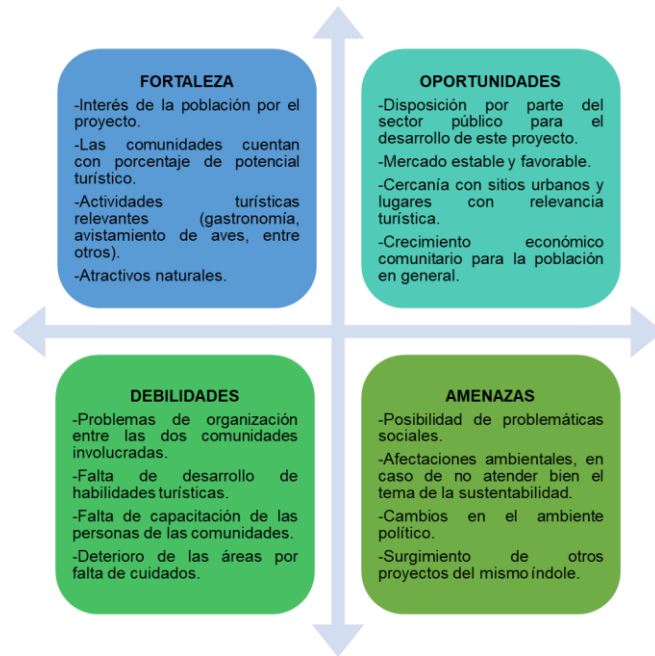 FORTALEZA
-Interés de la población por el
proyecto.
-Las comunidades cuentan
con porcentaje de potencial
turístico.
-Actividades turísticas
relevantes (gastronomía,
avistamiento de aves, entre
otros).
-Atractivos naturales.
OPORTUNIDADES
-Disposición por parte del
sector público para el
desarrollo de este proyecto.
-Mercado estable y favorable.
-Cercanía con sitios urbanos y
lugares con relevancia
turística.
-Crecimiento económico
comunitario para la población
en general.
DEBILIDADES
-Problemas de organización
entre las dos comunidades
involucradas.
-Falta de desarrollo de
habilidades turísticas.
-Falta de capacitación de las
personas de las comunidades.
-Deterioro de las áreas por
falta de cuidados.
AMENAZAS
-Posibilidad de problemáticas
sociales.
-Afectaciones ambientales, en
caso de no atender bien el
tema de la sustentabilidad.
-Cambios en el ambiente
político.
-Surgimiento de otros
proyectos del mismo índole.